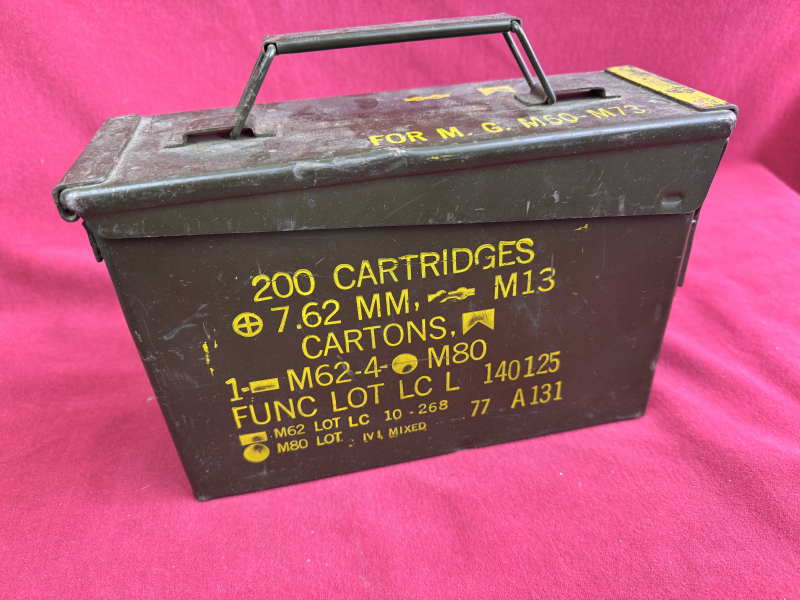 FOR M. G. M60-M73
200 CARTRIDGES
7.62 MM, M13
CARTONS,
1- M62-4- M80
FUNC LOT LC L 140125
M62 LOT LC 10-268 77 A131
M80 LOT. MIXED